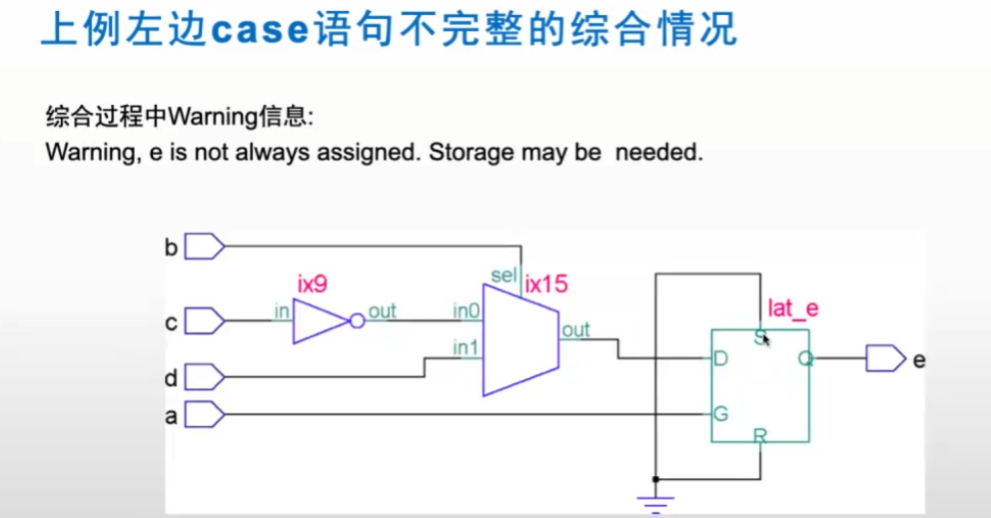 上例左边case语句不完整的综合情况
综合过程中Warning信息:
Warning, e is not always assigned. Storage may be needed.
b
ix9
sel
ix15
c
in
out
in0
in1
out
lat_e
S
D
Q
e
d
a
G
R